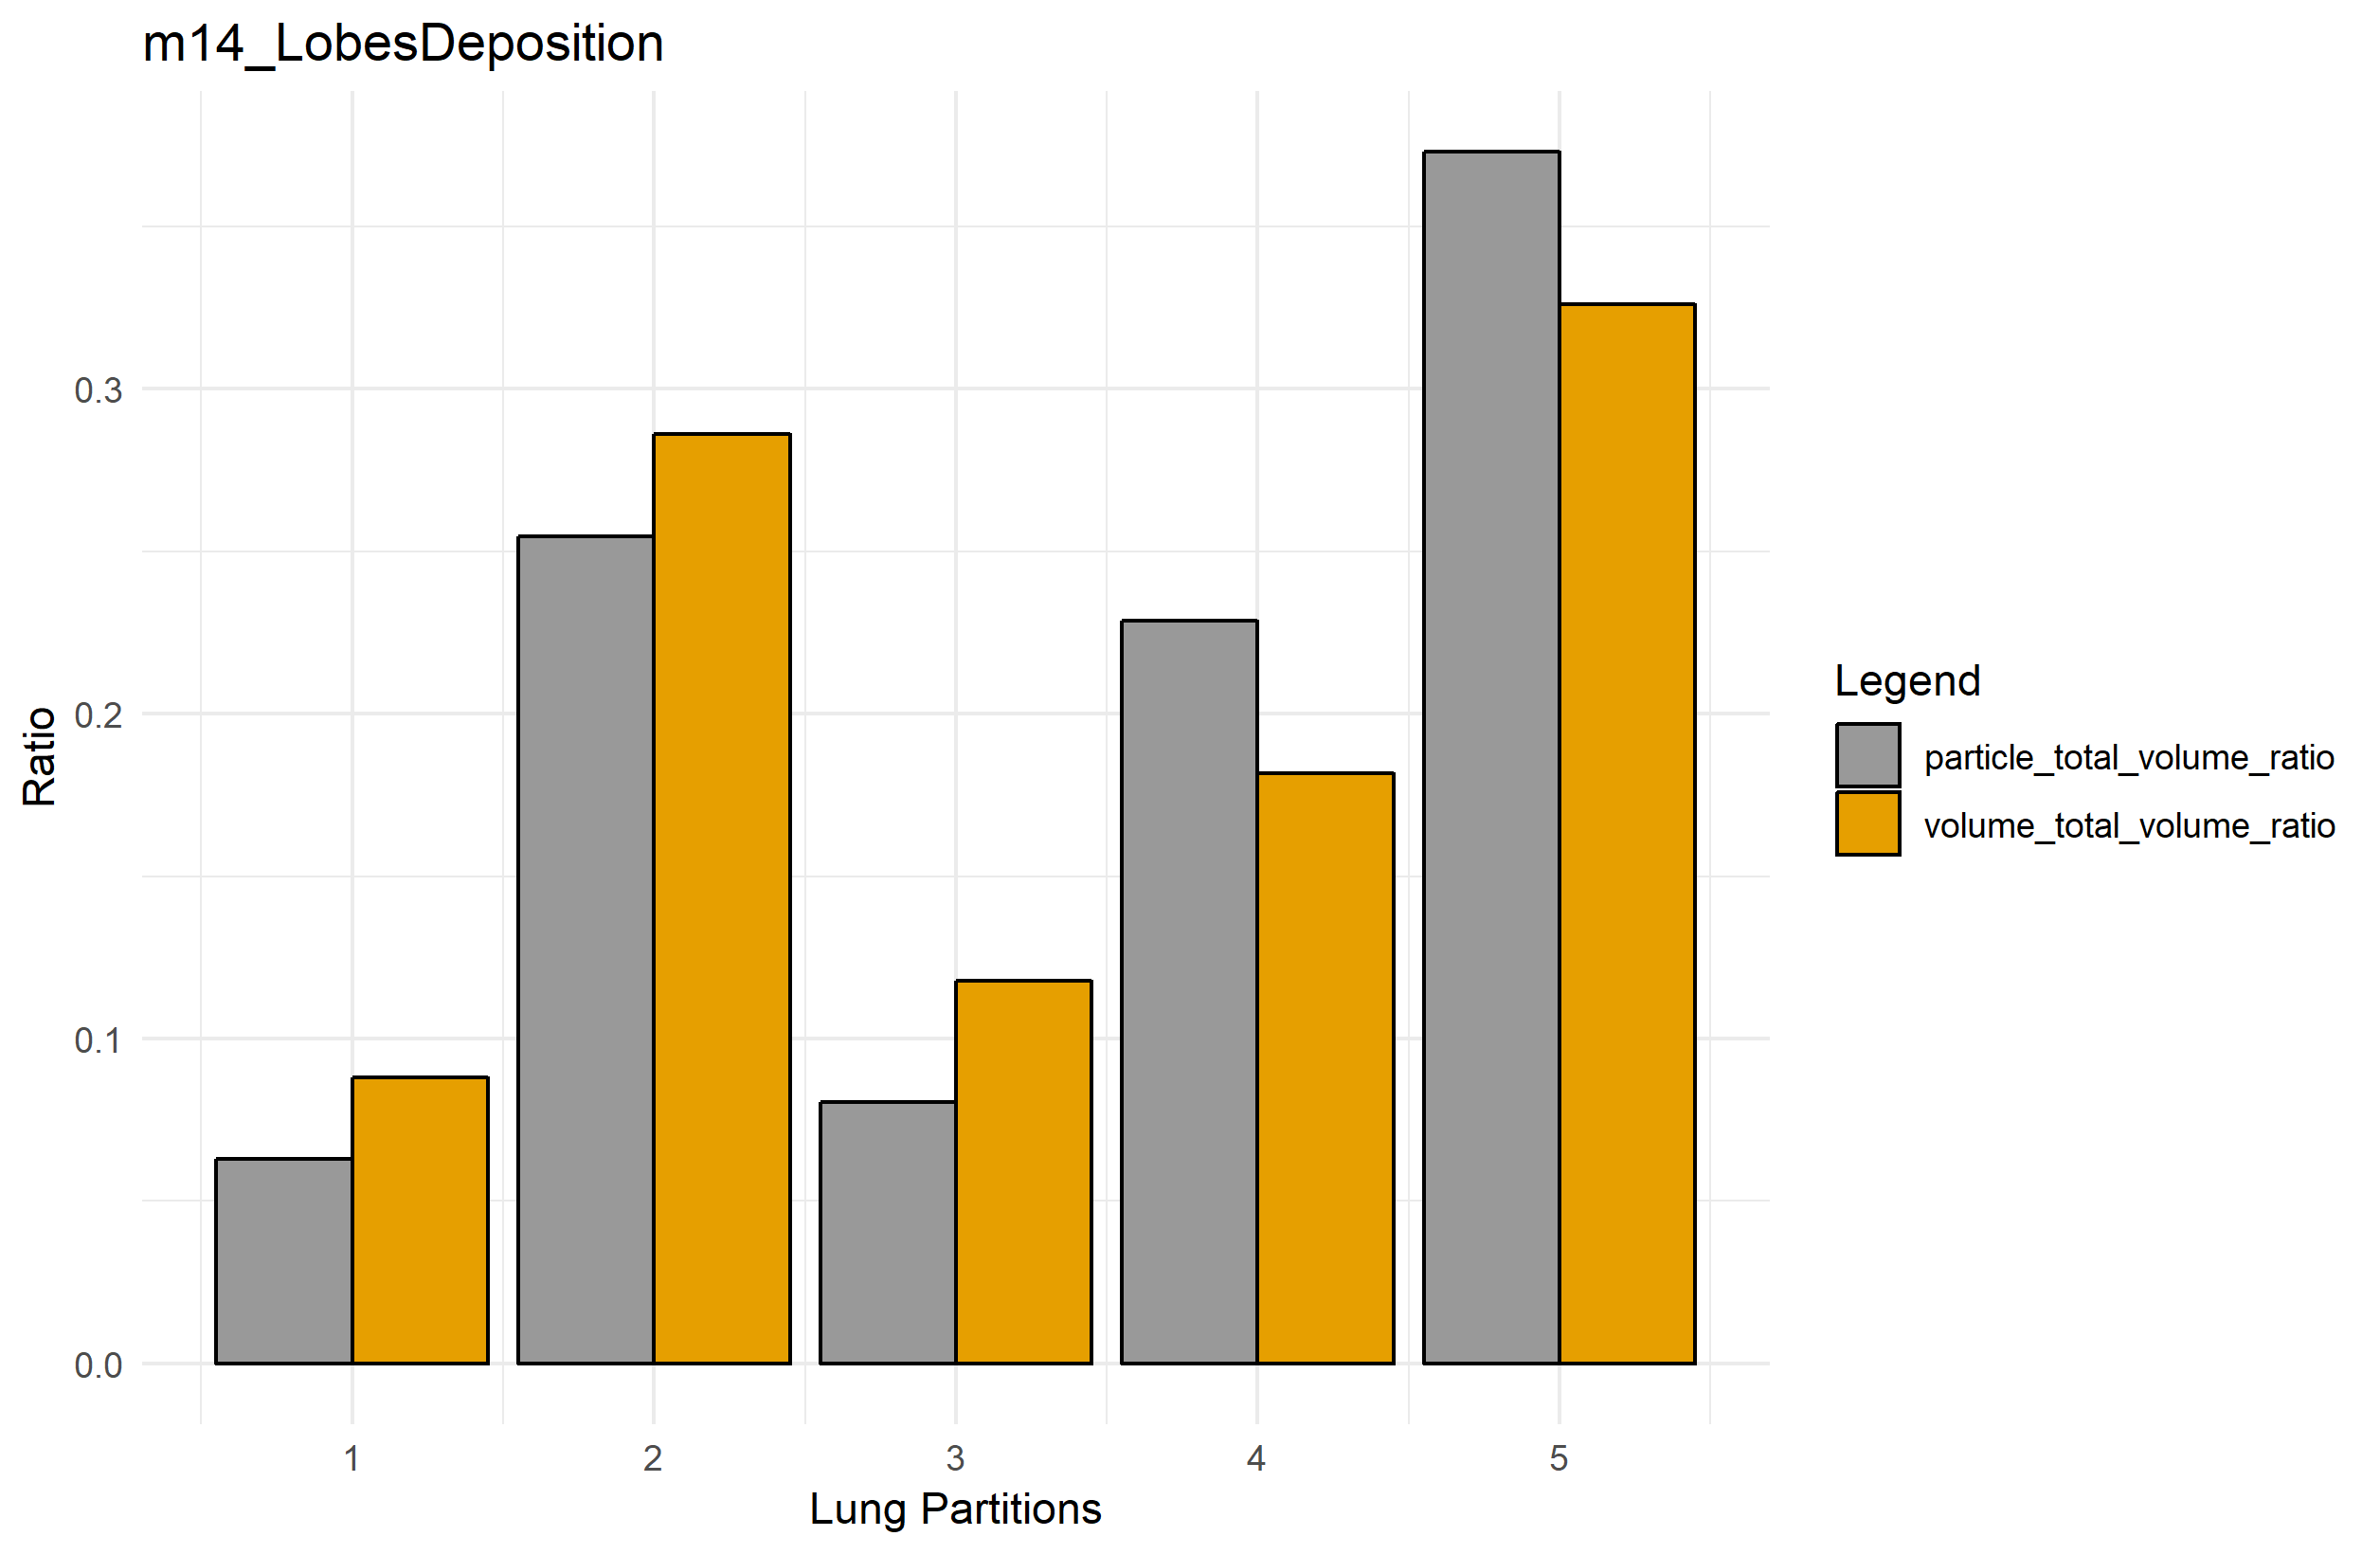 m14_LobesDeposition
Ratio
0.3
0.2
0.1
0.0
1 2 3 4 5
Lung Partitions
Legend
particle_total_volume_ratio
volume_total_volume_ratio